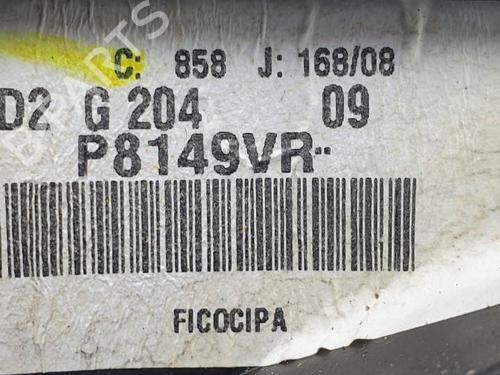 C: 858 J: 168/08
D2 G 204 09
P8149VR--
FICOCIPA